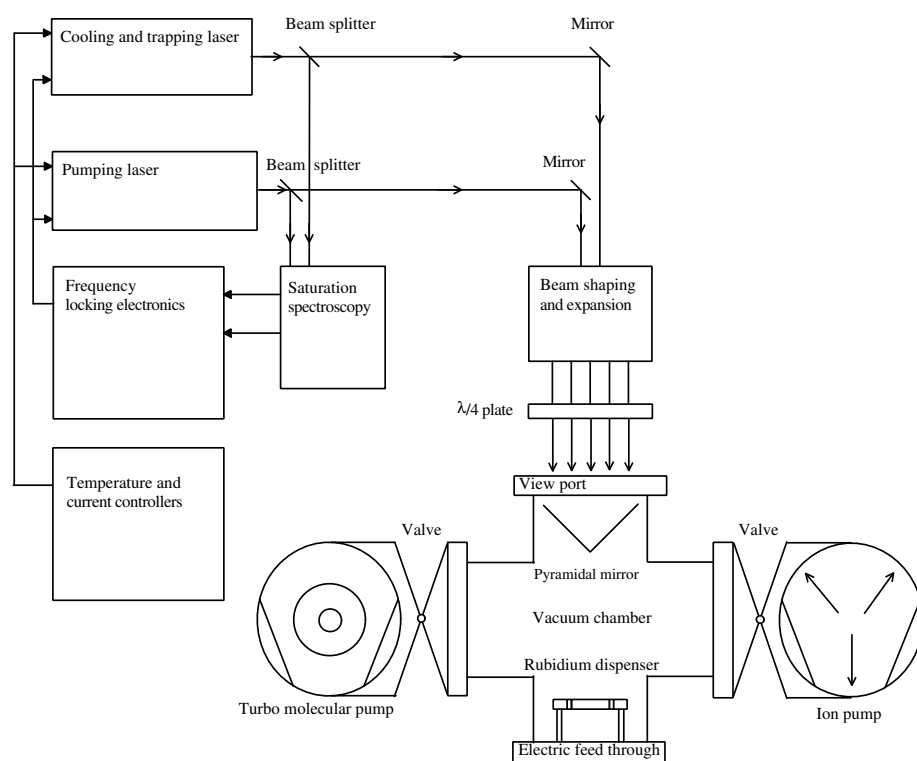 Beam splitter
Mirror
Cooling and trapping laser
Beam splitter
Mirror
Pumping laser
Frequency
locking electronics
Saturation
spectroscopy
Beam shaping
and expansion
λ/4 plate
Temperature and
current controllers
View port
Valve
Valve
Pyramidal mirror
Vacuum chamber
Rubidium dispenser
Turbo molecular pump
Ion pump
Electric feed through